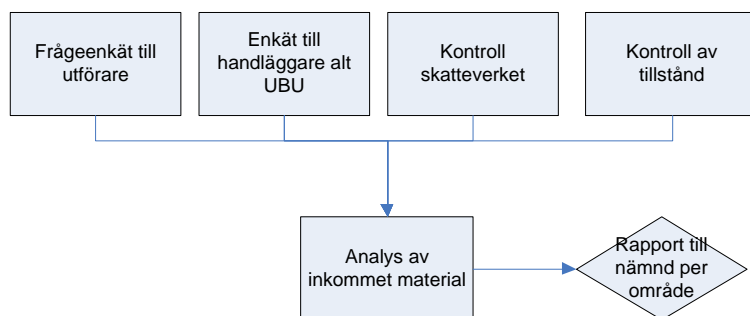 Frågeenkät till
utförare
Enkät till
handläggare alt
UBU
Kontroll
skatteverket
Kontroll av
tillstånd
Analys av
inkommet material
Rapport till
nämnd per
område